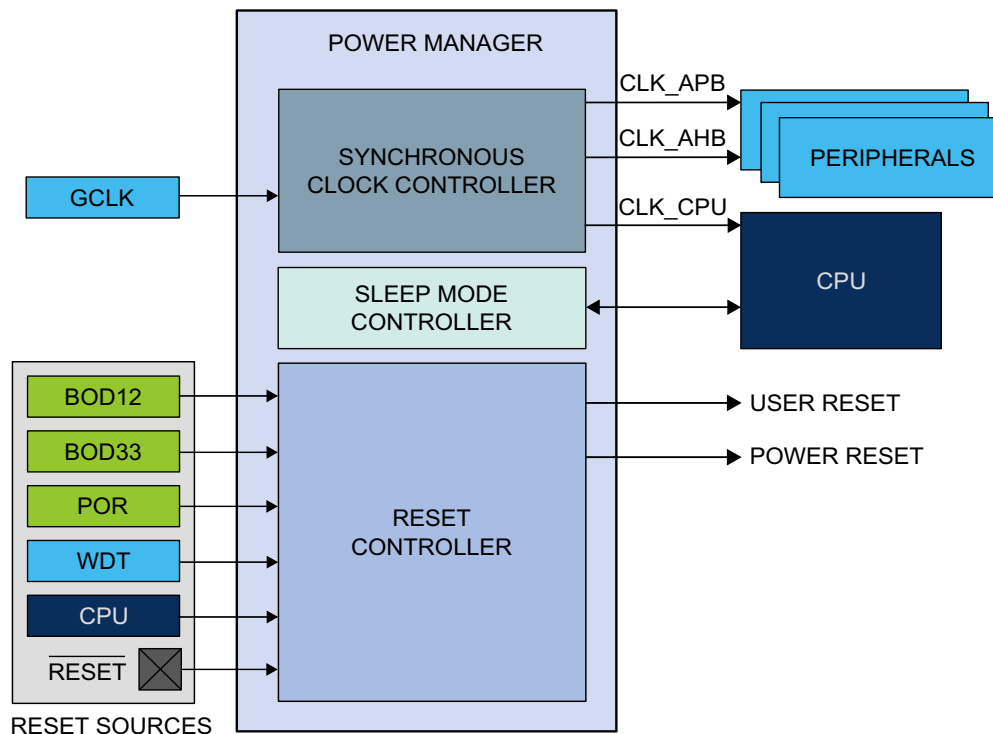 POWER MANAGER
CLK_APB
SYNCHRONOUS
CLOCK CONTROLLER
CLK_AHB
PERIPHERALS
GCLK
CLK_CPU
CPU
SLEEP MODE
CONTROLLER
BOD12
BOD33
POR
WDT
CPU
RESET
RESET SOURCES
RESET
CONTROLLER
USER RESET
POWER RESET